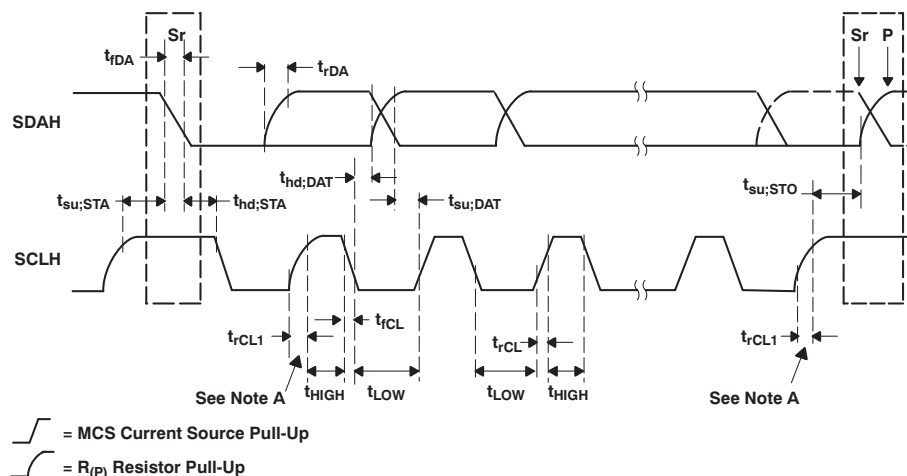 Sr
Sr P
tfDA
trDA
SDAH
thd;DAT
tsu;STO
tsu;STA
thd;STA
tsu;DAT
SCLH
tfCL
trCL1
trCL
trCL1
See Note A
tHIGH
tLOW
tLOW
tHIGH
See Note A
= MCS Current Source Pull-Up
= R(P) Resistor Pull-Up